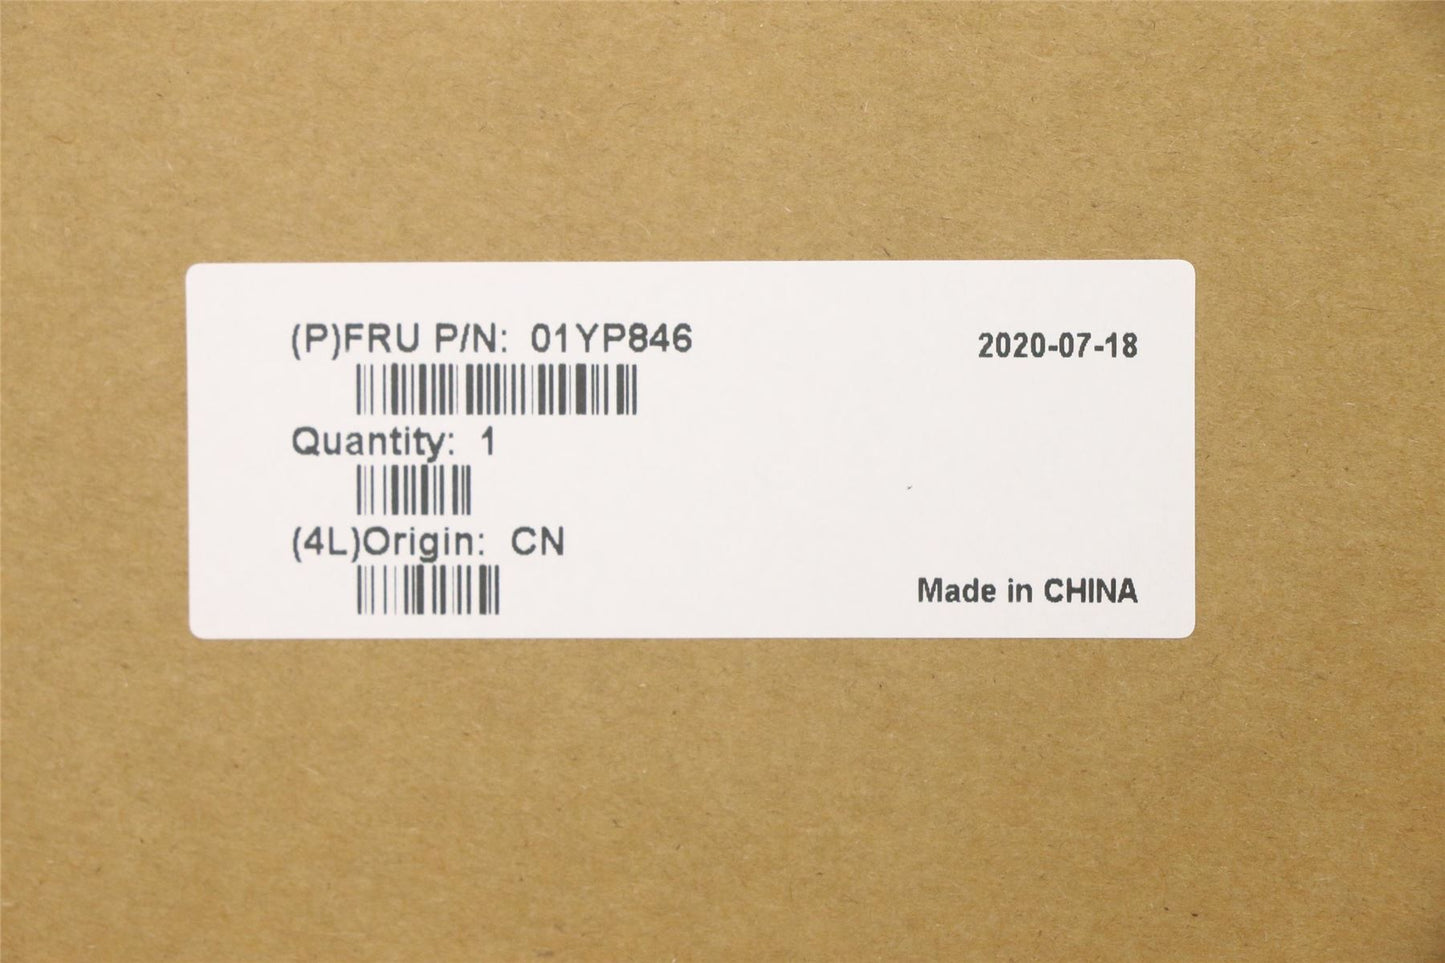 (P)FRU P/N: 01YP846
2020-07-18
Quantity: 1
(4L)Origin: CN
Made in CHINA